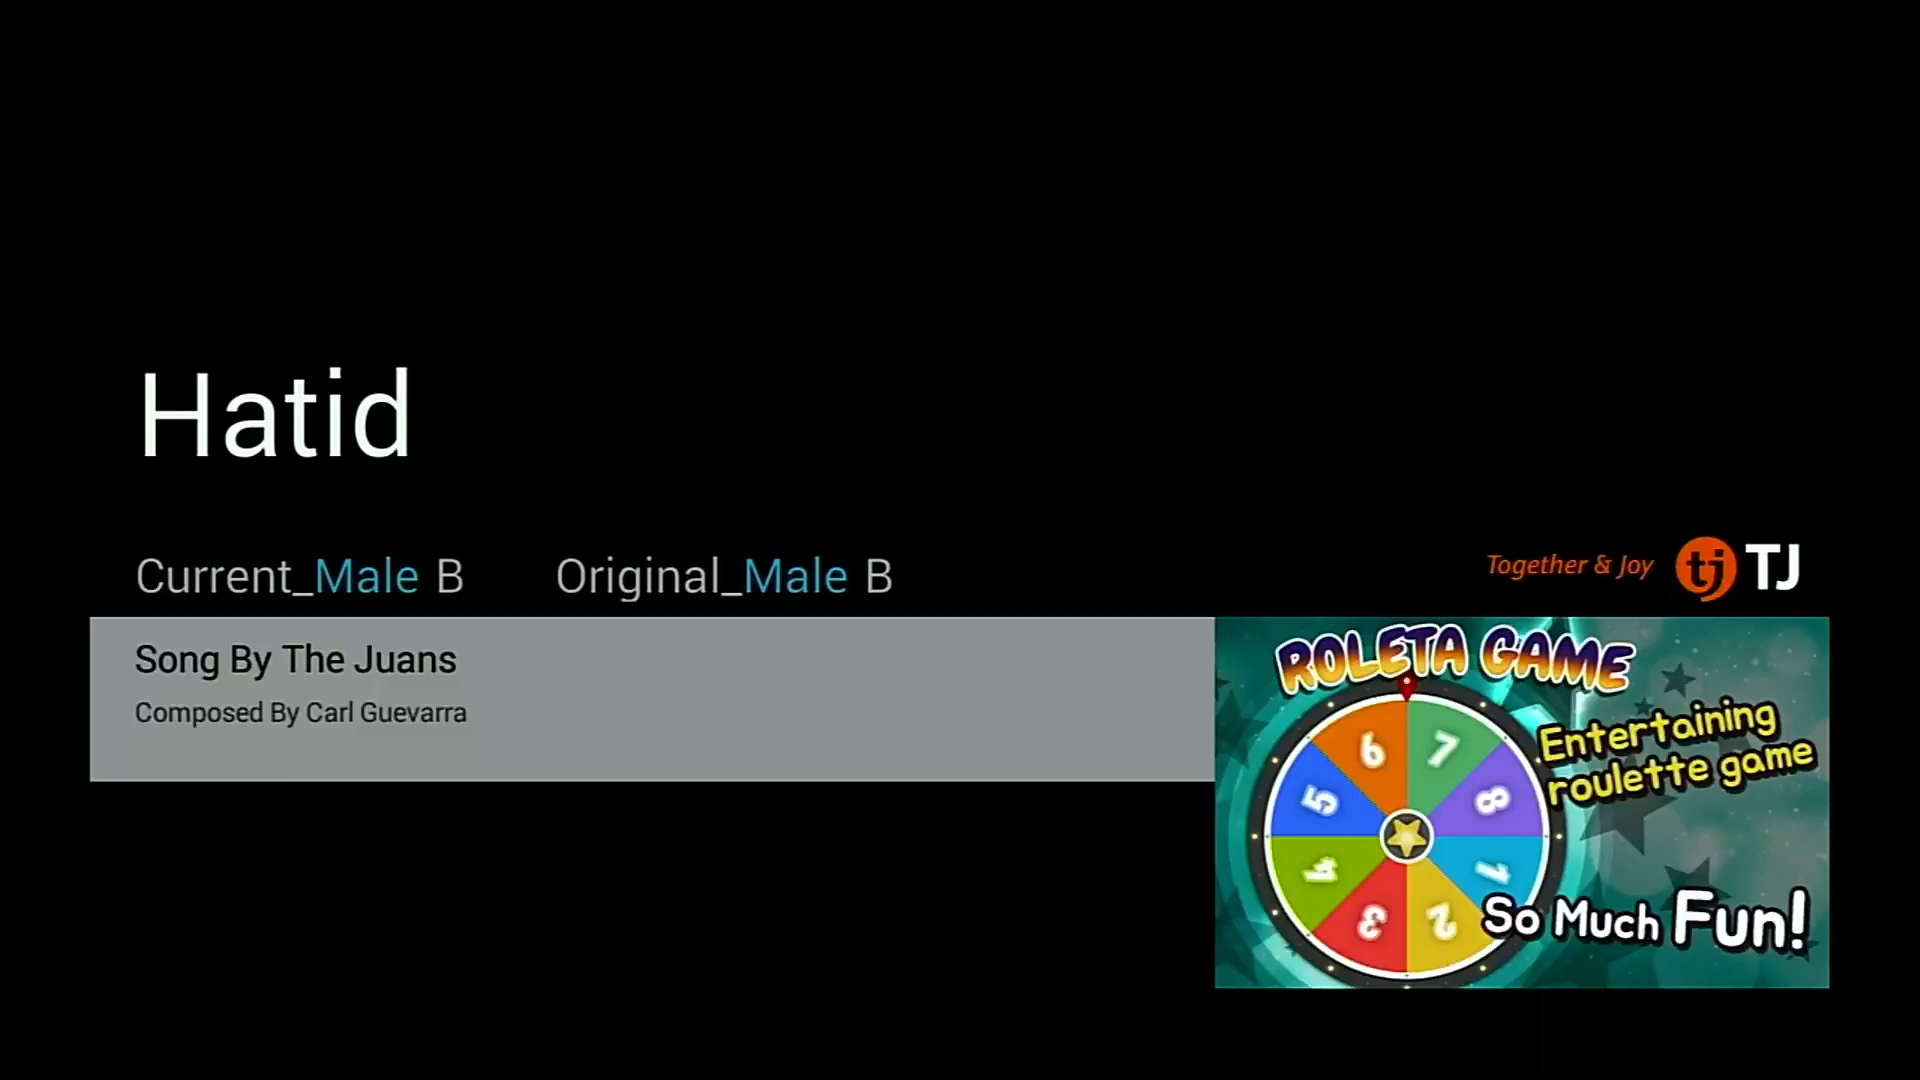 Hatid
Current_Male B
Original_Male B
Together & Joy
tj TJ
Song By The Juans
Composed By Carl Guevarra
ROLETA GAME
Entertaining
roulette game
6
7
5
8
4
1
3
2
So Much Fun!